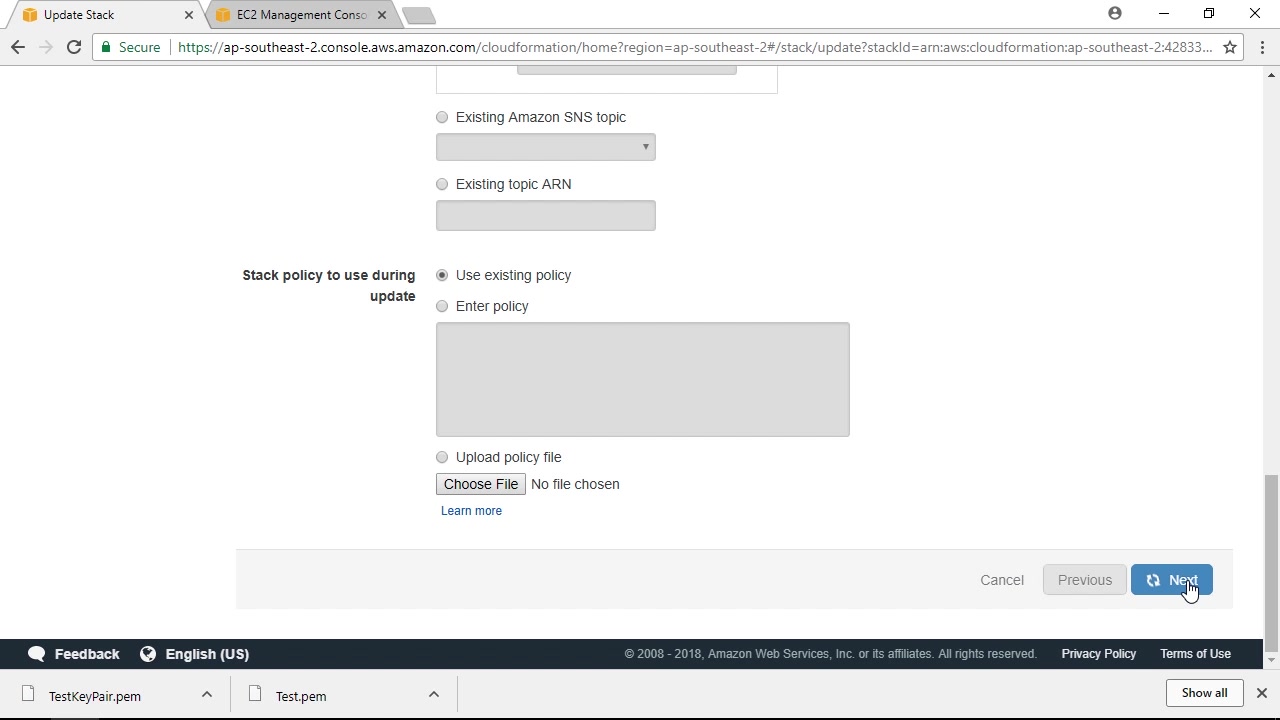 Update Stack
EC2 Management Conso
Secure
https://ap-southeast-2.console.aws.amazon.com/cloudformation/home?region=ap-southeast-2#/stack/update?stackId=arn:aws:cloudformation:ap-southeast-2:42833...
Existing Amazon SNS topic
Existing topic ARN
Stack policy to use during
update
Use existing policy
Enter policy
Upload policy file
Choose File No file chosen
Learn more
Cancel Previous Next
Feedback English (US) © 2008 - 2018, Amazon Web Services, Inc. or its affiliates. All rights reserved. Privacy Policy Terms of Use
TestKeyPair.pem Test.pem Show all